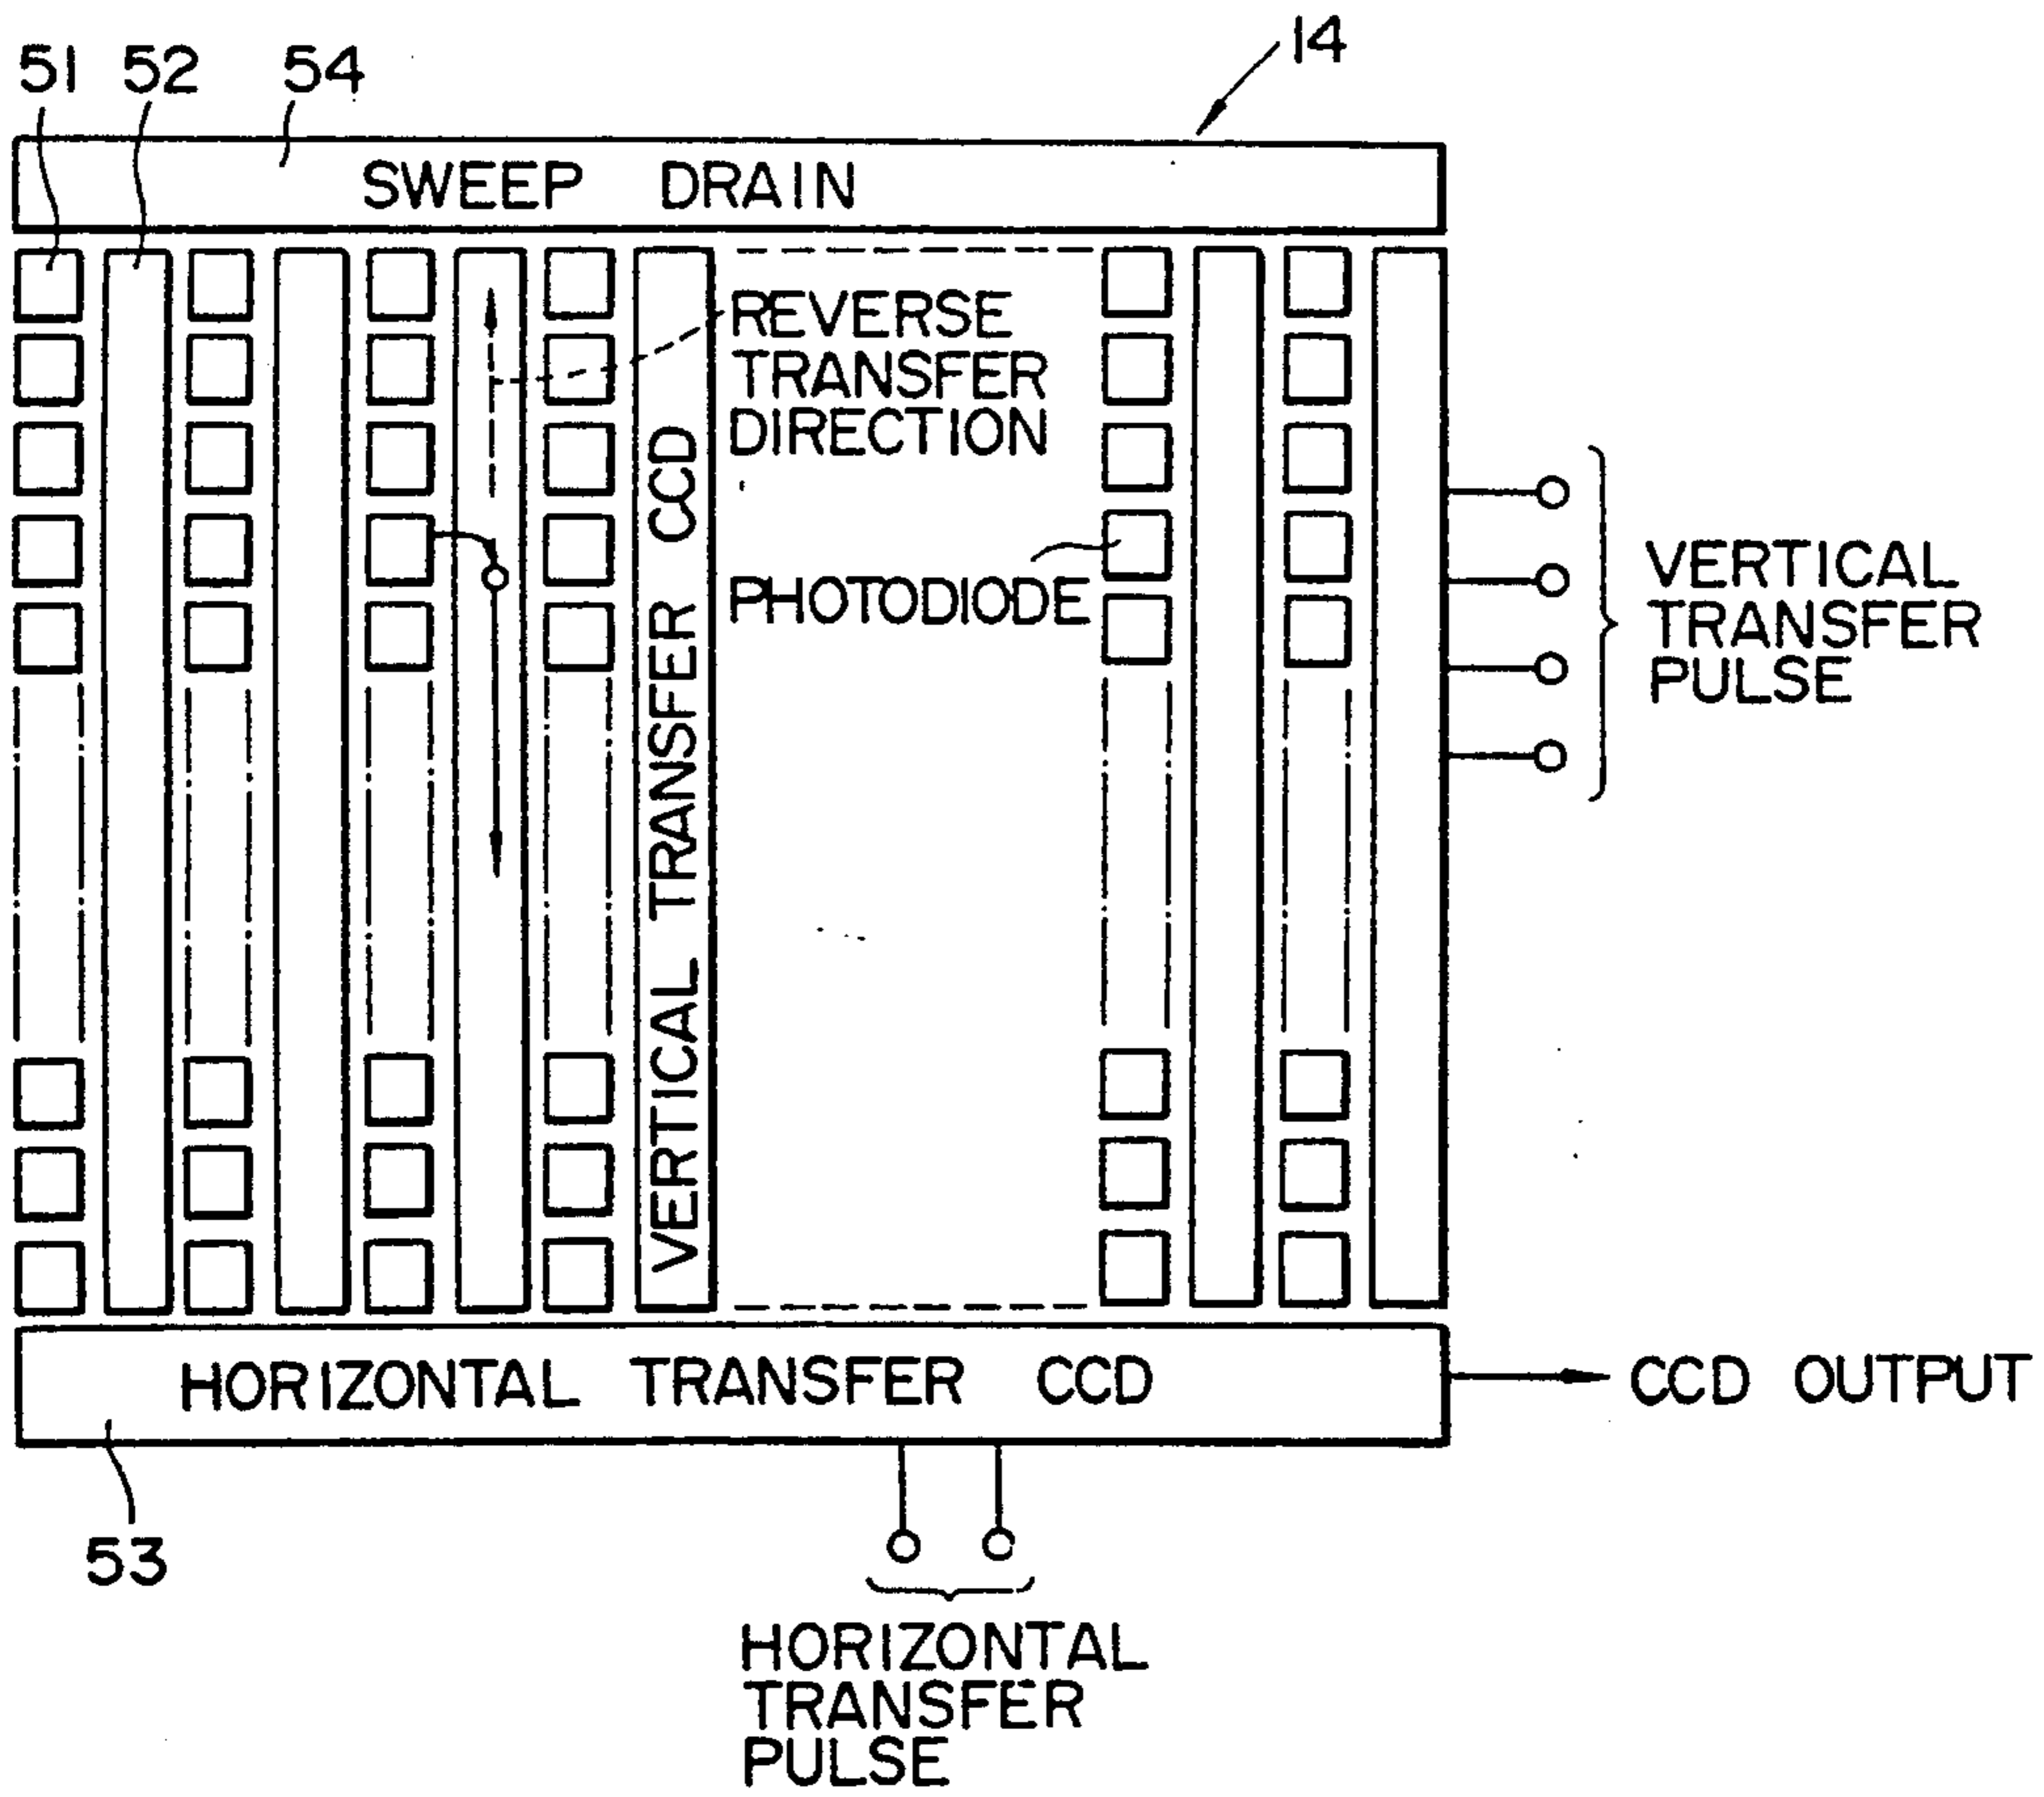 14
51 52 54
SWEEP DRAIN
REVERSE
TRANSFER
DIRECTION
PHOTODIODE
VERTICAL TRANSFER CCD
VERTICAL
TRANSFER
PULSE
HORIZONTAL TRANSFER CCD
CCD OUTPUT
53
HORIZONTAL
TRANSFER
PULSE